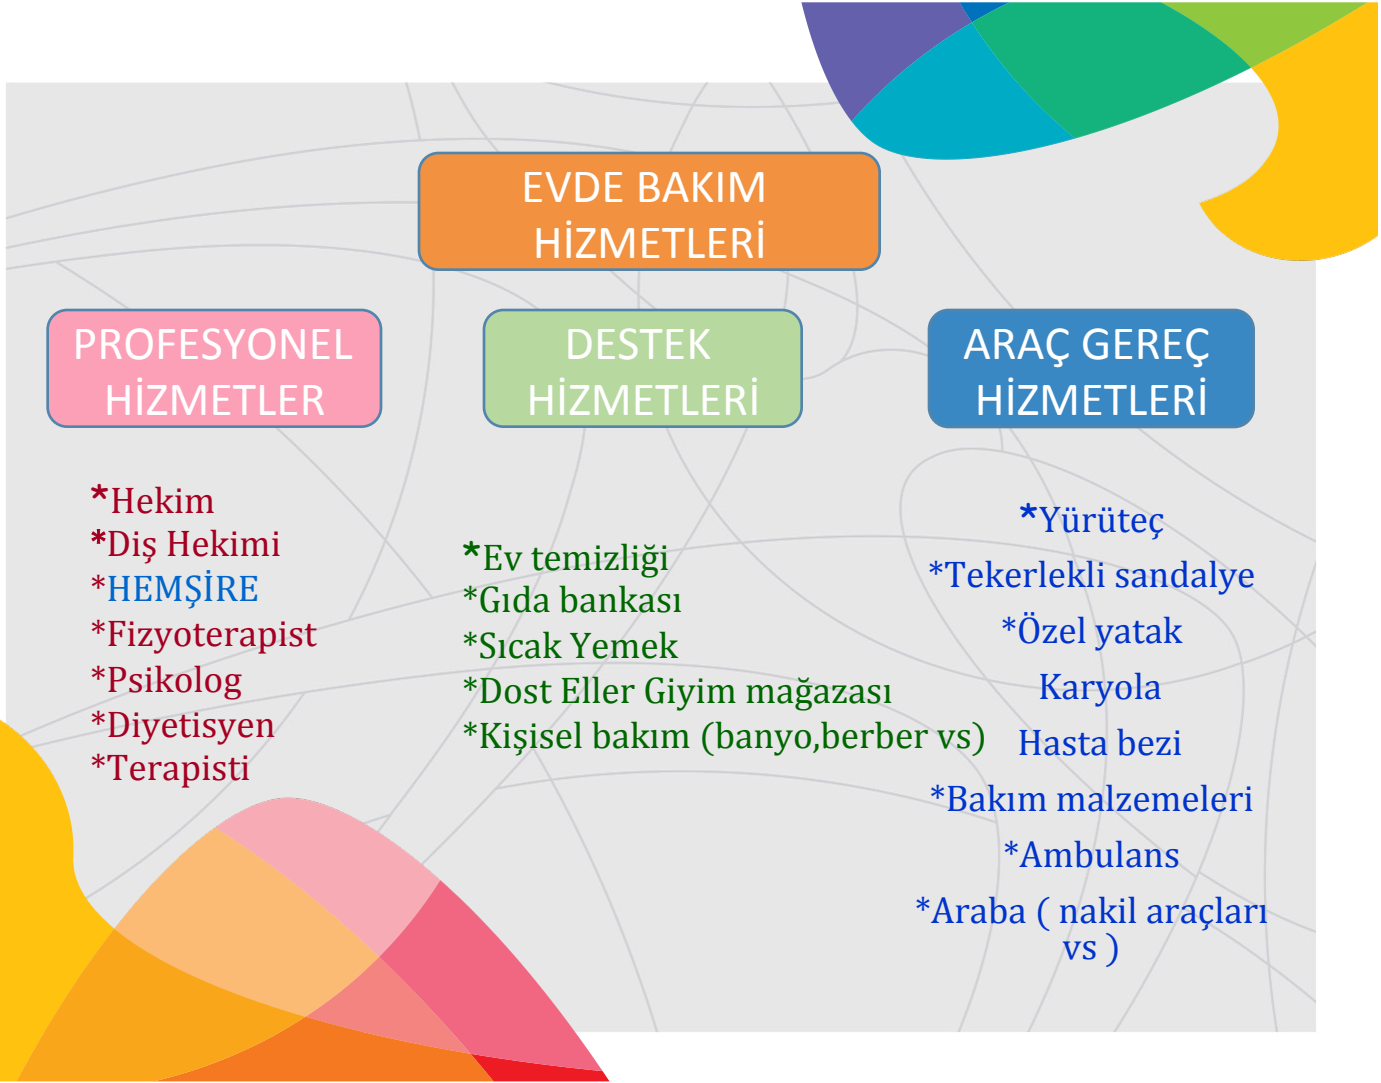 EVDE BAKIM
HİZMETLERİ
PROFESYONEL
HİZMETLER
*Hekim
*Diş Hekimi
*HEMŞİRE
*Fizyoterapist
*Psikolog
*Diyetisyen
*Terapisti
DESTEK
HİZMETLERİ
*Ev temizliği
*Gıda bankası
*Sıcak Yemek
*Dost Eller Giyim mağazası
*Kişisel bakım (banyo,berber vs)
ARAÇ GEREÇ
HİZMETLERİ
*Yürüteç
*Tekerlekli sandalye
*Özel yatak
Karyola
Hasta bezi
*Bakım malzemeleri
*Ambulans
*Araba ( nakil araçları
vs )